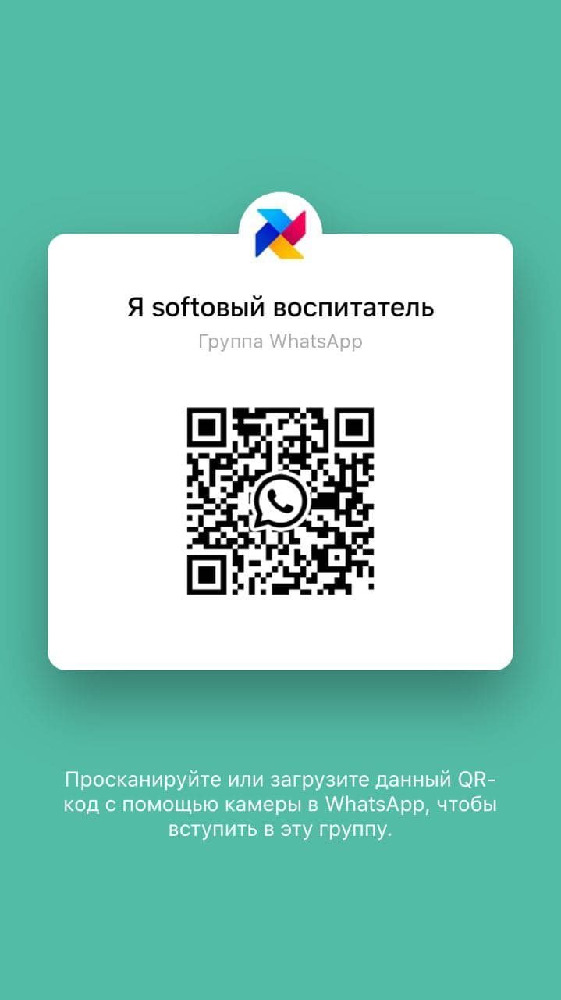 Я softовый воспитатель
Группа WhatsApp
Просканируйте или загрузите данный QR-
код с помощью камеры в WhatsApp, чтобы
вступить в эту группу.